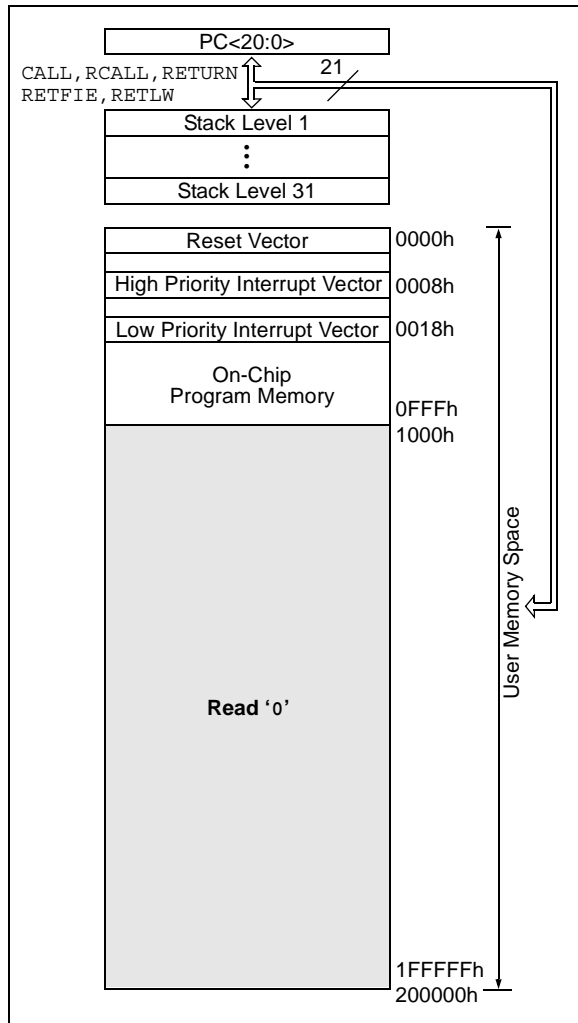 PC<20:0>
CALL,RCALL,RETURN
RETFIE,RETLW
21
Stack Level 1
Stack Level 31
Reset Vector
0000h
High Priority Interrupt Vector
0008h
Low Priority Interrupt Vector
0018h
On-Chip
Program Memory
0FFFh
1000h
User Memory Space
Read ‘0’
1FFFFFh
200000h